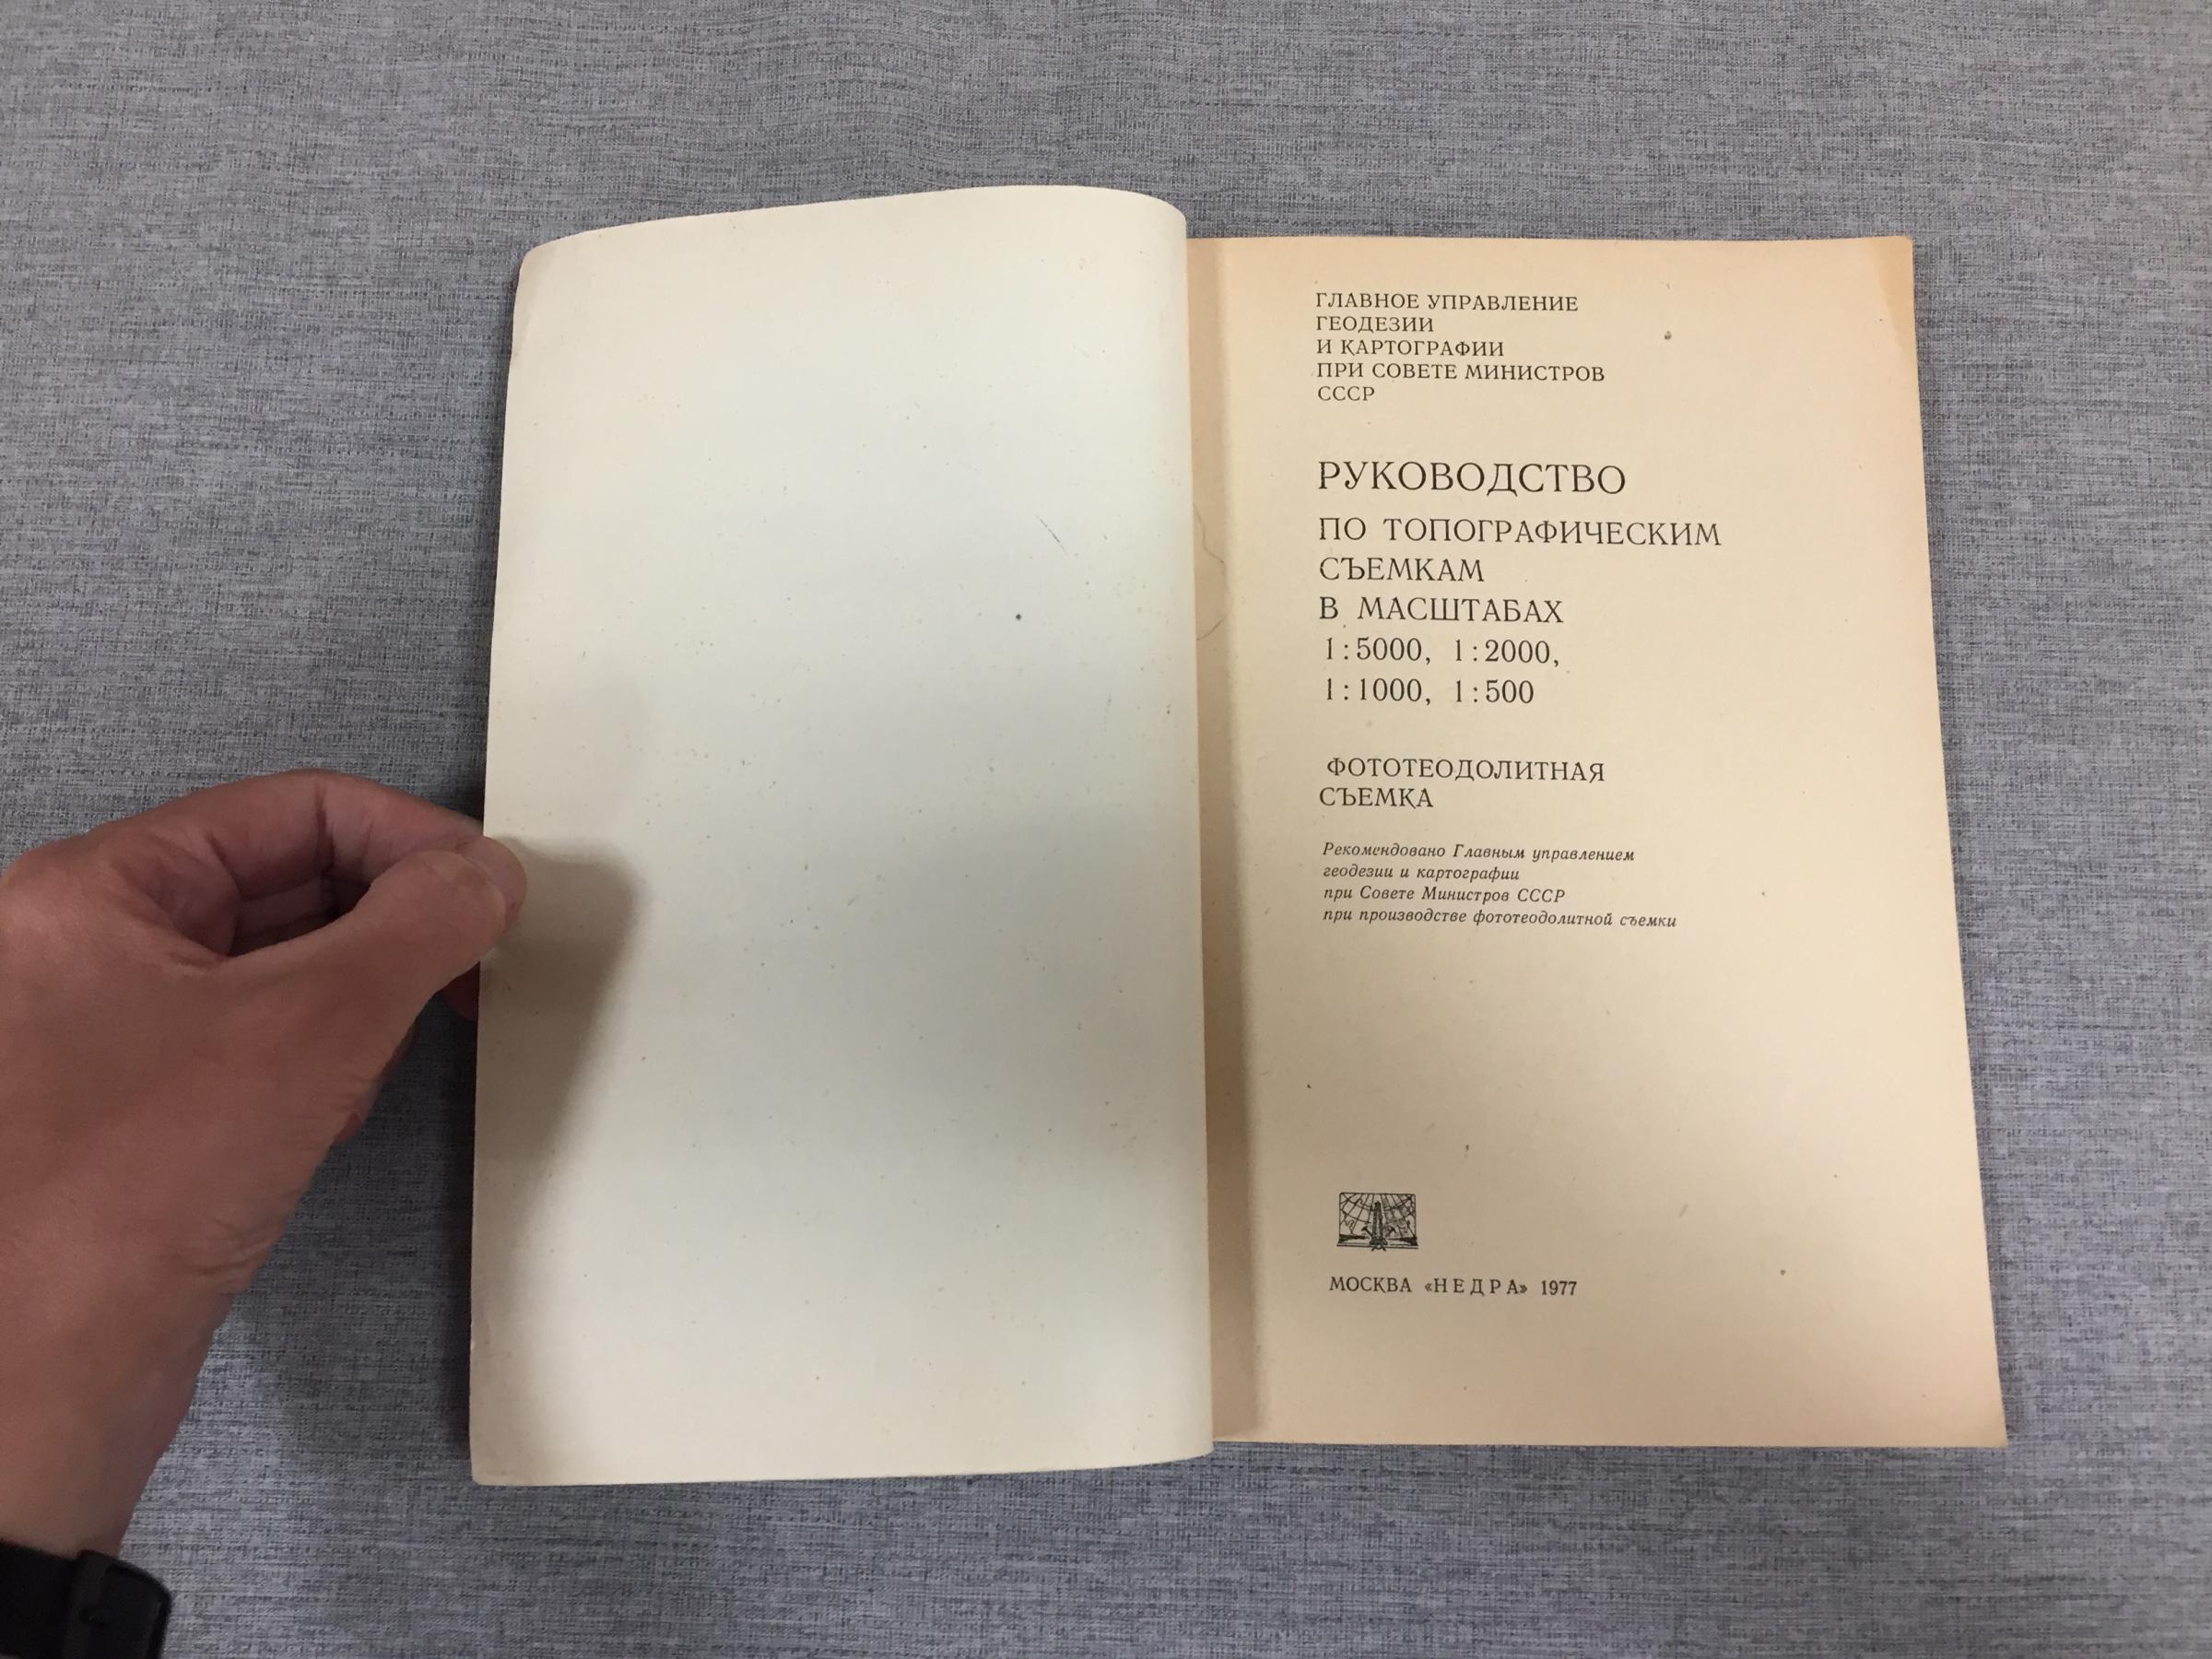 ГЛАВНОЕ УПРАВЛЕНИЕ
ГЕОДЕЗИИ
И КАРТОГРАФИИ
ПРИ СОВЕТЕ МИНИСТРОВ
СССР
РУКОВОДСТВО
ПО ТОПОГРАФИЧЕСКИМ
СЪЕМКАМ
В МАСШТАБАХ
1:5000, 1:2000,
1:1000, 1:500
ФОТОТЕОДОЛИТНАЯ
СЪЕМКА
Рекомендовано Главным управлением
геодезии и картографии
при Совете Министров СССР
при производстве фототеодолитной съемки
МОСКВА «НЕДРА» 1977